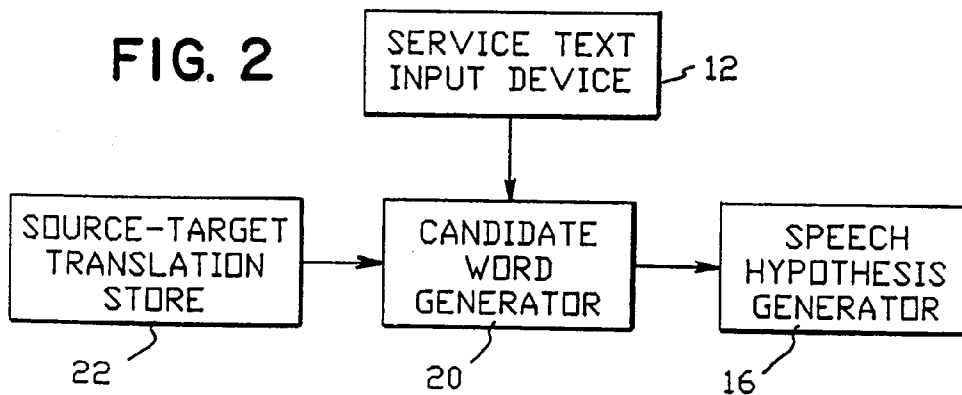 FIG. 2
SERVICE TEXT
INPUT DEVICE
12
SOURCE-TARGET
TRANSLATION
STORE
22
CANDIDATE
WORD
GENERATOR
20
SPEECH
HYPOTHESIS
GENERATOR
16